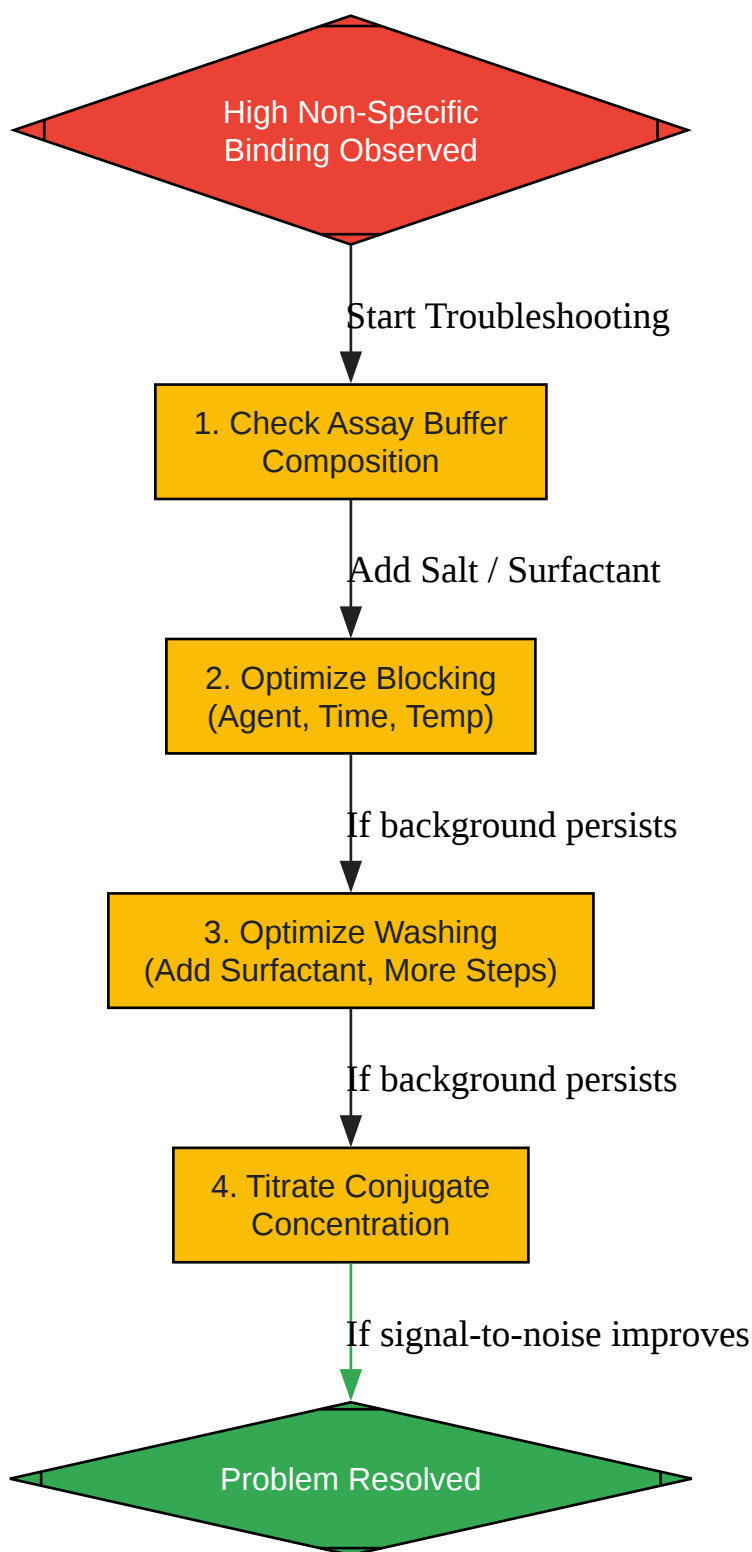 High Non-Specific
Binding Observed
Start Troubleshooting
1. Check Assay Buffer
Composition
Add Salt / Surfactant
2. Optimize Blocking
(Agent, Time, Temp)
If background persists
3. Optimize Washing
(Add Surfactant, More Steps)
If background persists
4. Titrate Conjugate
Concentration
If signal-to-noise improves
Problem Resolved